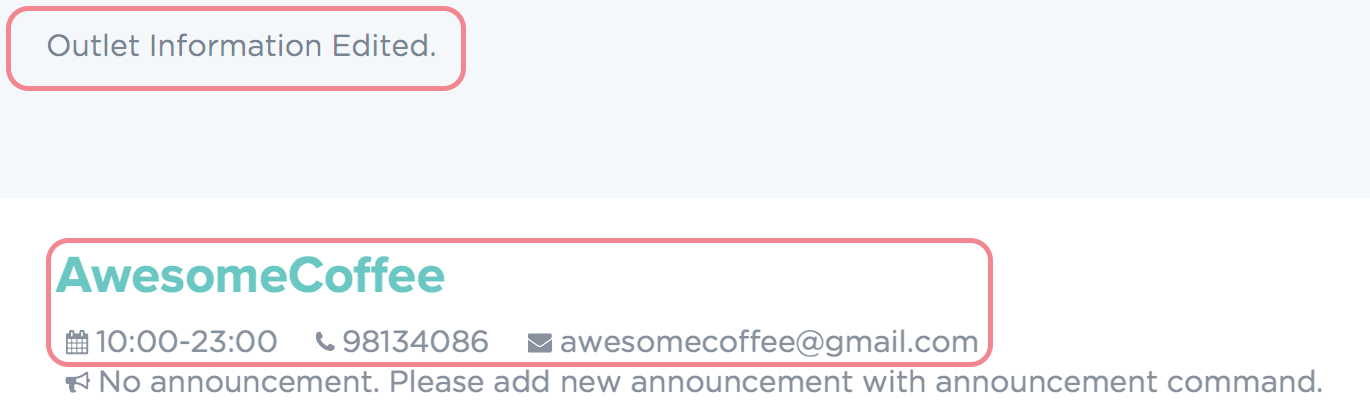 Outlet Information Edited.
AwesomeCoffee
10:00-23:00 98134086 awesomecoffee@gmail.com
No announcement. Please add new announcement with announcement command.